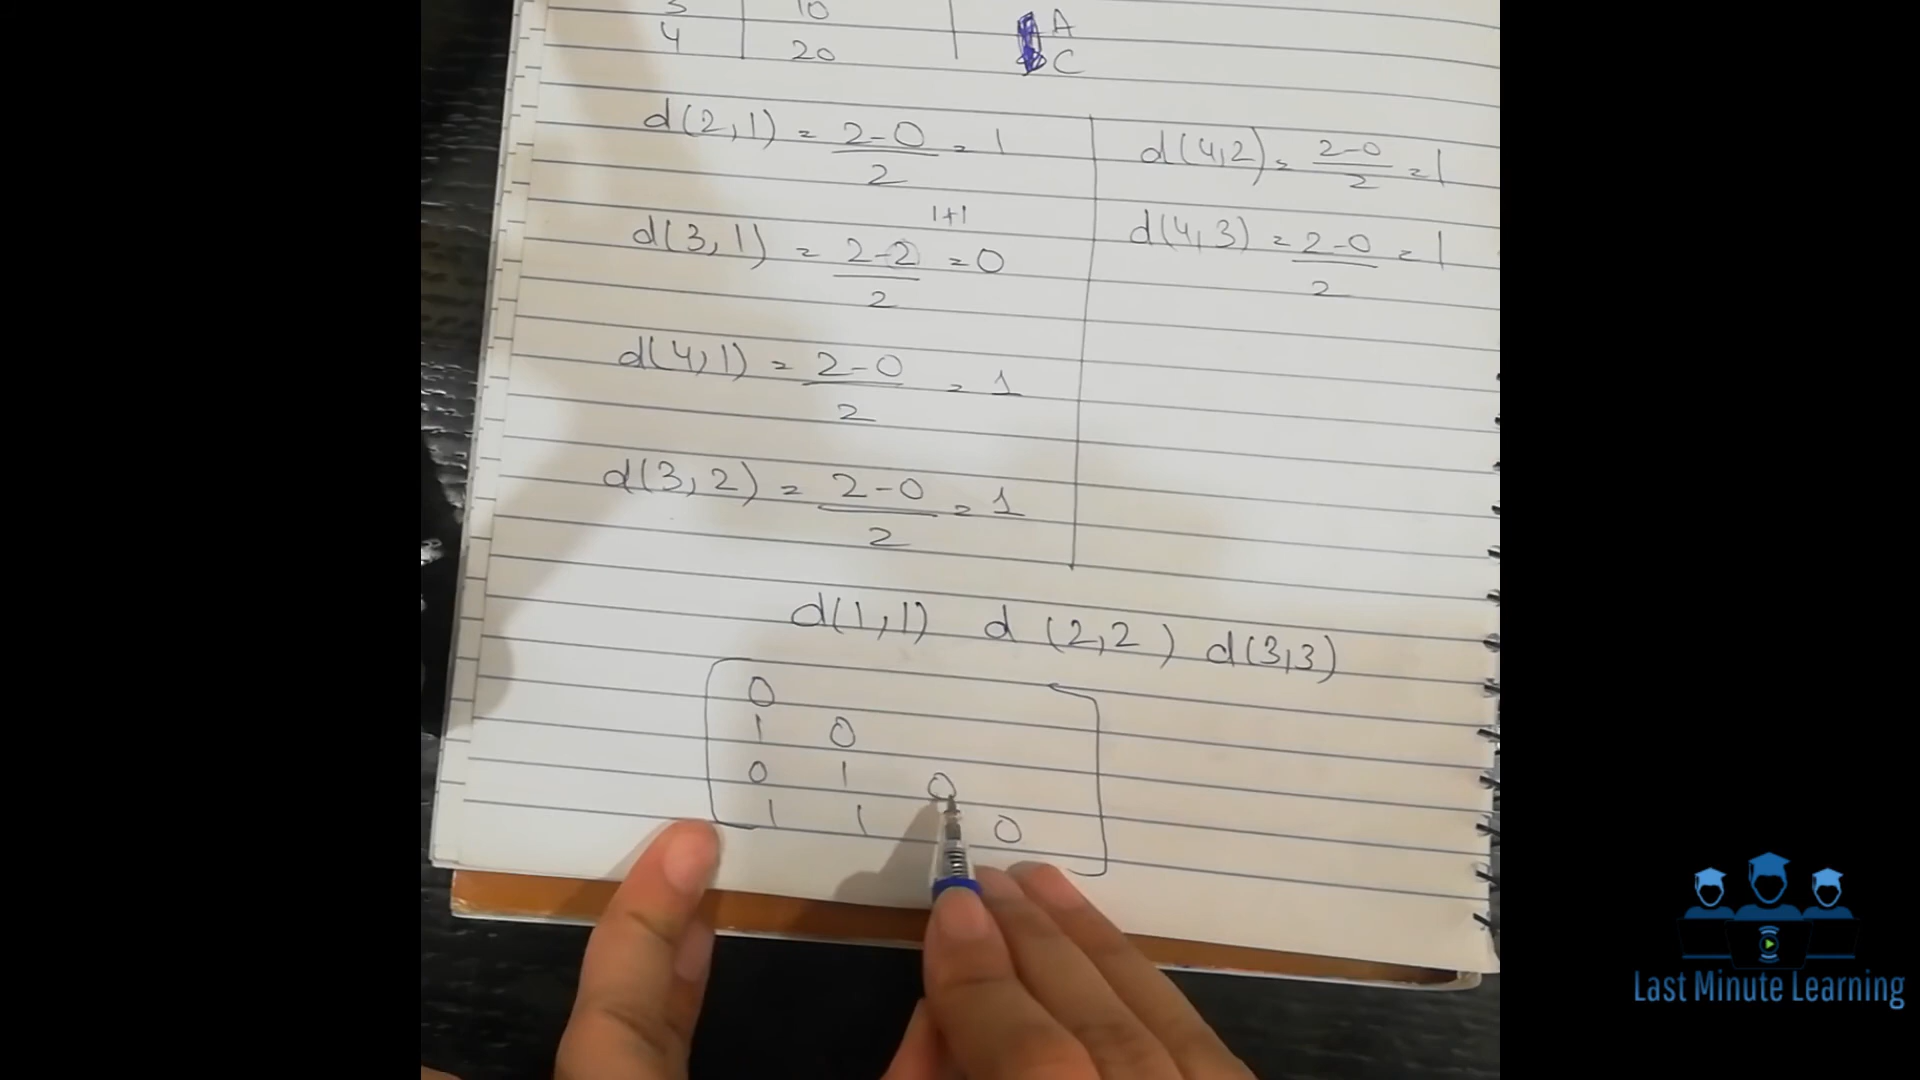 3 10 A
4 20 C
d(2,1) = 2-0 / 2 = 1
1+1
d(3,1) = 2-2 / 2 = 0
d(4,1) = 2-0 / 2 = 1
d(3,2) = 2-0 / 2 = 1
d(4,2) = 2-0 / 2 = 1
d(4,3) = 2-0 / 2 = 1
d(1,1) d(2,2) d(3,3)
0
1 0
0 1 0
1 1 0
Last Minute Learning